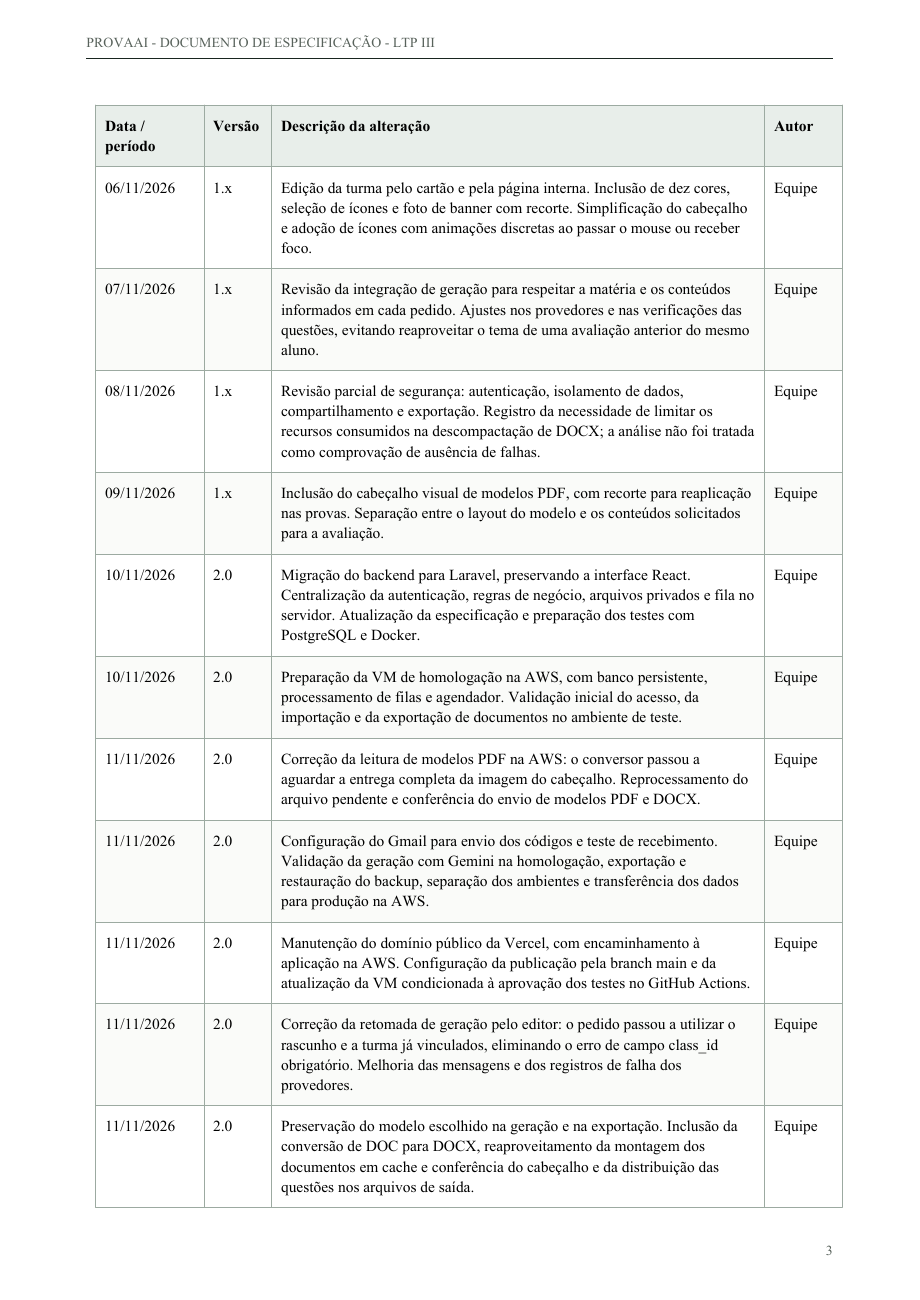 PROVAAI - DOCUMENTO DE ESPECIFICAÇÃO - LTP III
Data / período
Versão
Descrição da alteração
Autor
06/11/2026
1.x
Edição da turma pelo cartão e pela página interna. Inclusão de dez cores,
seleção de ícones e foto de banner com recorte. Simplificação do cabeçalho
e adoção de ícones com animações discretas ao passar o mouse ou receber
foco.
Equipe
07/11/2026
1.x
Revisão da integração de geração para respeitar a matéria e os conteúdos
informados em cada pedido. Ajustes nos provedores e nas verificações das
questões, evitando reaproveitar o tema de uma avaliação anterior do mesmo
aluno.
Equipe
08/11/2026
1.x
Revisão parcial de segurança: autenticação, isolamento de dados,
compartilhamento e exportação. Registro da necessidade de limitar os
recursos consumidos na descompactação de DOCX; a análise não foi tratada
como comprovação de ausência de falhas.
Equipe
09/11/2026
1.x
Inclusão do cabeçalho visual de modelos PDF, com recorte para reaplicação
nas provas. Separação entre o layout do modelo e os conteúdos solicitados
para a avaliação.
Equipe
10/11/2026
2.0
Migração do backend para Laravel, preservando a interface React.
Centralização da autenticação, regras de negócio, arquivos privados e fila no
servidor. Atualização da especificação e preparação dos testes com
PostgreSQL e Docker.
Equipe
10/11/2026
2.0
Preparação da VM de homologação na AWS, com banco persistente,
processamento de filas e agendador. Validação inicial do acesso, da
importação e da exportação de documentos no ambiente de teste.
Equipe
11/11/2026
2.0
Correção da leitura de modelos PDF na AWS: o conversor passou a
aguardar a entrega completa da imagem do cabeçalho. Reprocessamento do
arquivo pendente e conferência do envio de modelos PDF e DOCX.
Equipe
11/11/2026
2.0
Configuração do Gmail para envio dos códigos e teste de recebimento.
Validação da geração com Gemini na homologação, exportação e
restauração do backup, separação dos ambientes e transferência dos dados
para produção na AWS.
Equipe
11/11/2026
2.0
Manutenção do domínio público da Vercel, com encaminhamento à
aplicação na AWS. Configuração da publicação pela branch main e da
atualização da VM condicionada à aprovação dos testes no GitHub Actions.
Equipe
11/11/2026
2.0
Correção da retomada de geração pelo editor: o pedido passou a utilizar o
rascunho e a turma já vinculados, eliminando o erro de campo class_id
obrigatório. Melhoria das mensagens e dos registros de falha dos
provedores.
Equipe
11/11/2026
2.0
Preservação do modelo escolhido na geração e na exportação. Inclusão da
conversão de DOC para DOCX, reaproveitamento da montagem dos
documentos em cache e conferência do cabeçalho e da distribuição das
questões nos arquivos de saída.
Equipe
3